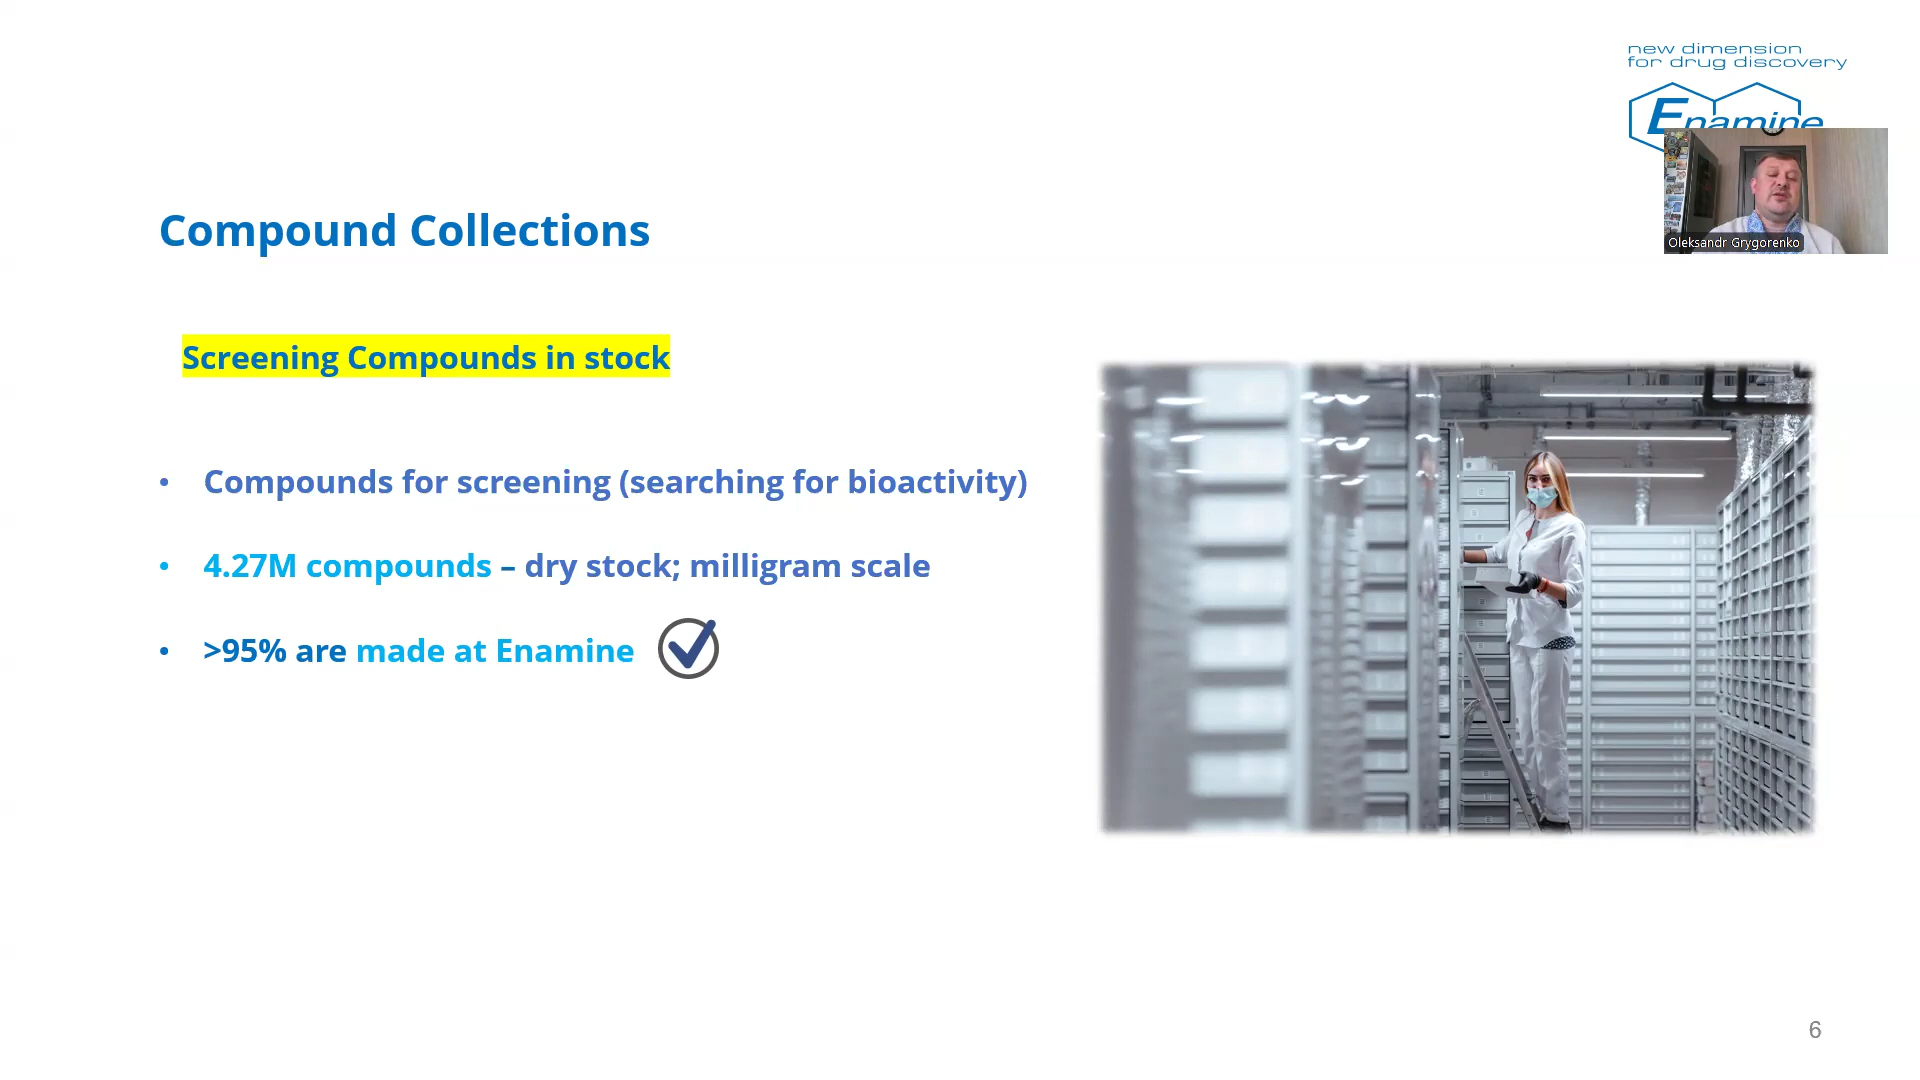 new dimension
for drug discovery
Enamine
Oleksandr Grygorenko
Compound Collections
Screening Compounds in stock
• Compounds for screening (searching for bioactivity)
• 4.27M compounds – dry stock; milligram scale
• >95% are made at Enamine
6